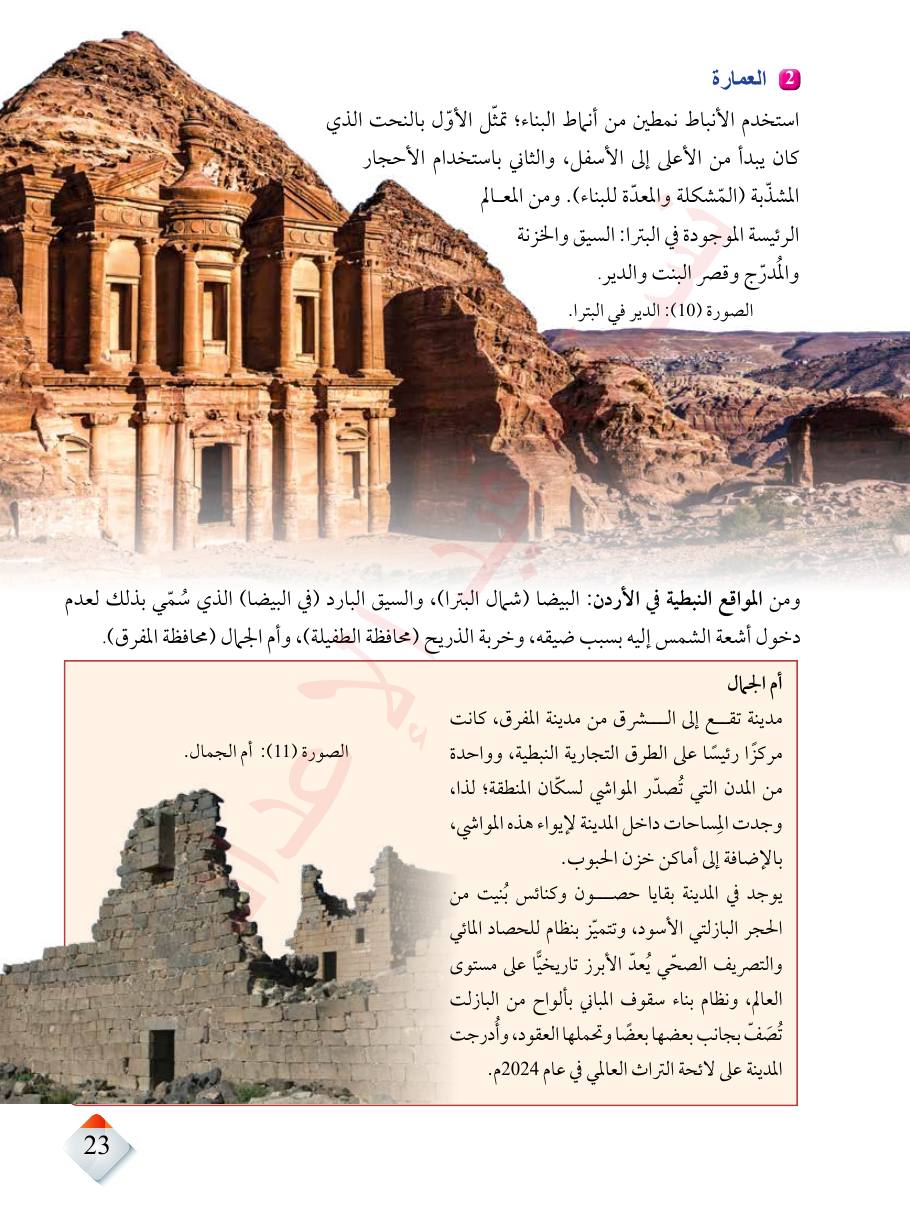 2 العمارة
استخدم الأنباط نمطين من أنماط البناء؛ تمثّل الأوّل بالنحت الذي
كان يبدأ من الأعلى إلى الأسفل، والثاني باستخدام الأحجار
المشذّبة (المّشكلة والمعدّة للبناء). ومن المعالم
الرئيسة الموجودة في البترا: السيق والخزنة
والمُدرّج وقصر البنت والدير.
الصورة (10): الدير في البترا.
ومن المواقع النبطية في الأردن: البيضا (شمال البترا)، والسيق البارد (في البيضا) الذي سُمّي بذلك لعدم
دخول أشعة الشمس إليه بسبب ضيقه، وخربة الذريح (محافظة الطفيلة)، وأم الجمال (محافظة المفرق).
أم الجمال
مدينة تقع إلى الشرق من مدينة المفرق، كانت
مركزًا رئيسًا على الطرق التجارية النبطية، وواحدة
من المدن التي تُصدّر المواشي لسكّان المنطقة؛ لذا،
وجدت المِساحات داخل المدينة لإيواء هذه المواشي،
بالإضافة إلى أماكن خزن الحبوب.
يوجد في المدينة بقايا حصون وكنائس بُنيت من
الحجر البازلتي الأسود، وتتميّز بنظام للحصاد المائي
والتصريف الصحّي يُعدّ الأبرز تاريخيًّا على مستوى
العالم، ونظام بناء سقوف المباني بألواح من البازلت
تُصَفّ بجانب بعضها بعضًا وتحملها العقود، وأُدرجت
المدينة على لائحة التراث العالمي في عام 2024م.
الصورة (11): أم الجمال.
23